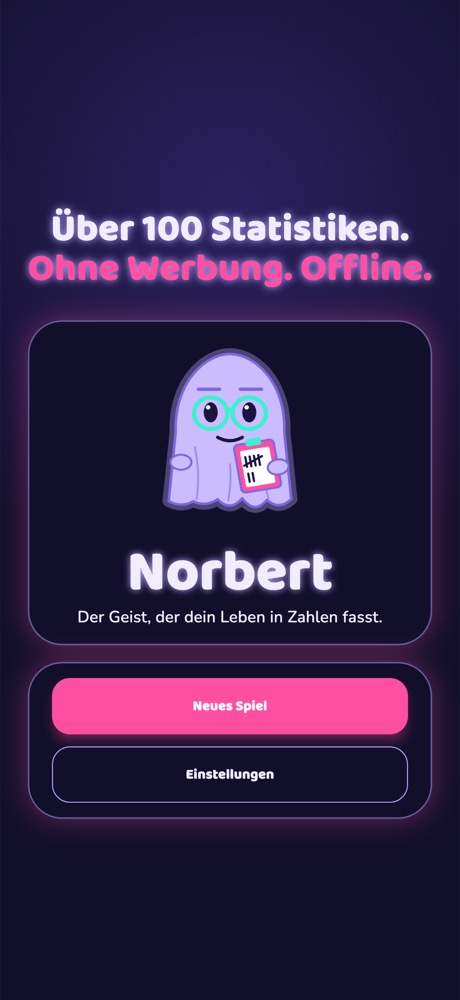 Über 100 Statistiken.
Ohne Werbung. Offline.
Norbert
Der Geist, der dein Leben in Zahlen fasst.
Neues Spiel
Einstellungen